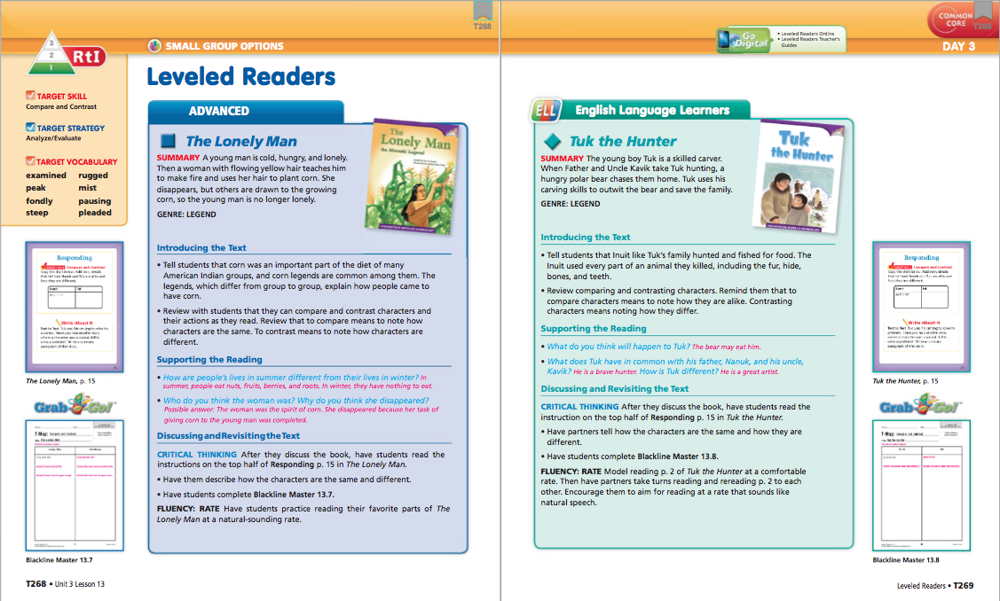 T268
SMALL GROUP OPTIONS
3
2
1
RtI
Leveled Readers
TARGET SKILL
Compare and Contrast
TARGET STRATEGY
Analyze/Evaluate
TARGET VOCABULARY
examined rugged
peak mist
fondly pausing
steep pleaded
Responding
Compare and Contrast
Write About It
The Lonely Man, p. 15
Grab Go!
T-Map:
The Lonely Man
Blackline Master 13.7
ADVANCED
The Lonely Man
SUMMARY A young man is cold, hungry, and lonely.
Then a woman with flowing yellow hair teaches him
to make fire and uses her hair to plant corn. She
disappears, but others are drawn to the growing
corn, so the young man is no longer lonely.
GENRE: LEGEND
The
Lonely Man
An Abenaki Legend
Introducing the Text
• Tell students that corn was an important part of the diet of many
American Indian groups, and corn legends are common among them. The
legends, which differ from group to group, explain how people came to
have corn.
• Review with students that they can compare and contrast characters and
their actions as they read. Review that to compare means to note how
characters are the same. To contrast means to note how characters are
different.
Supporting the Reading
• How are people's lives in summer different from their lives in winter? In
summer, people eat nuts, fruits, berries, and roots. In winter, they have nothing to eat.
• Who do you think the woman was? Why do you think she disappeared?
Possible answer: The woman was the spirit of corn. She disappeared because her task of
giving corn to the young man was completed.
Discussing and Revisiting the Text
CRITICAL THINKING After they discuss the book, have students read the
instructions on the top half of Responding p. 15 in The Lonely Man.
• Have them describe how the characters are the same and different.
• Have students complete Blackline Master 13.7.
FLUENCY: RATE Have students practice reading their favorite parts of The
Lonely Man at a natural-sounding rate.
T268 • Unit 3 Lesson 13
COMMON
CORE
T269
Go
Digital
• Leveled Readers Online
• Leveled Readers Teacher's
Guides
DAY 3
ELL
English Language Learners
Tuk the Hunter
SUMMARY The young boy Tuk is a skilled carver.
When Father and Uncle Kavik take Tuk hunting, a
hungry polar bear chases them home. Tuk uses his
carving skills to outwit the bear and save the family.
GENRE: LEGEND
Tuk
the Hunter
Introducing the Text
• Tell students that Inuit like Tuk's family hunted and fished for food. The
Inuit used every part of an animal they killed, including the fur, hide,
bones, and teeth.
• Review comparing and contrasting characters. Remind them that to
compare characters means to note how they are alike. Contrasting
characters means noting how they differ.
Supporting the Reading
• What do you think will happen to Tuk? The bear may eat him.
• What does Tuk have in common with his father, Nanuk, and his uncle,
Kavik? He is a brave hunter. How is Tuk different? He is a great artist.
Discussing and Revisiting the Text
CRITICAL THINKING After they discuss the book, have students read the
instruction on the top half of Responding p. 15 in Tuk the Hunter.
• Have partners tell how the characters are the same and how they are
different.
• Have students complete Blackline Master 13.8.
FLUENCY: RATE Model reading p. 2 of Tuk the Hunter at a comfortable
rate. Then have partners take turns reading and rereading p. 2 to each
other. Encourage them to aim for reading at a rate that sounds like
natural speech.
Responding
Compare and Contrast
Write About It
Tuk the Hunter, p. 15
Grab Go!
T-Map:
Blackline Master 13.8
Leveled Readers • T269